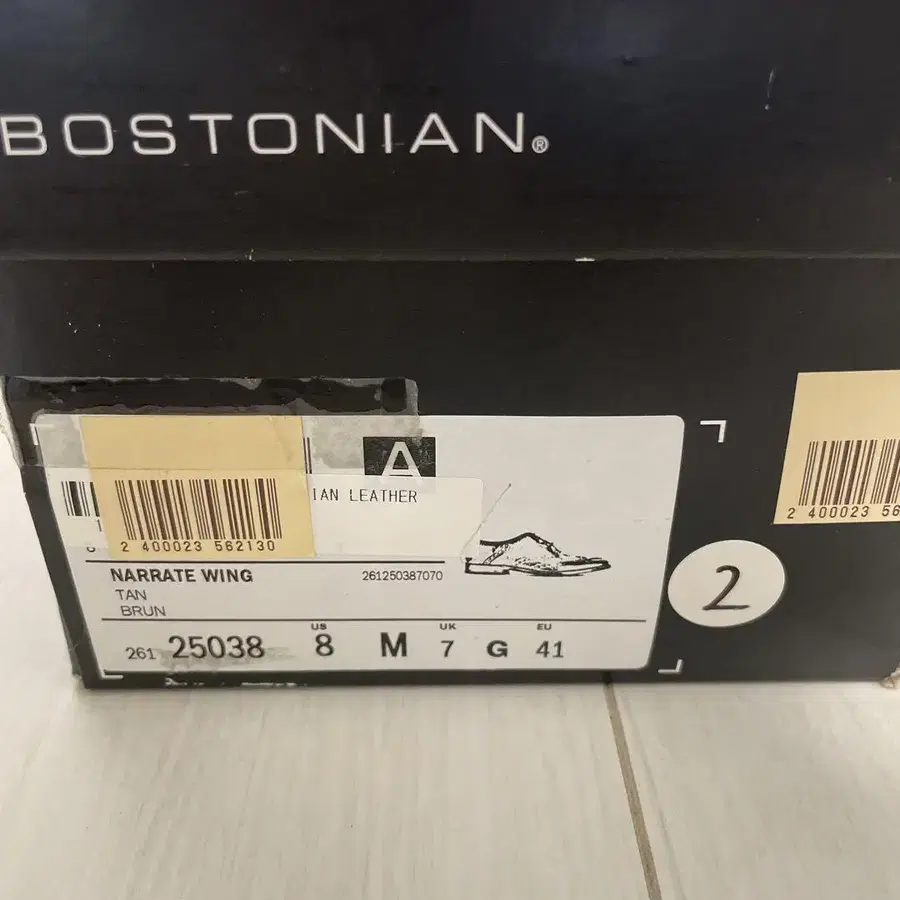 BOSTONIAN®
A
IAN LEATHER
2 400023 562130
2 400023 56
NARRATE WING
261250387070
TAN
BRUN
2
US UK EU
261 25038 8 M 7 G 41